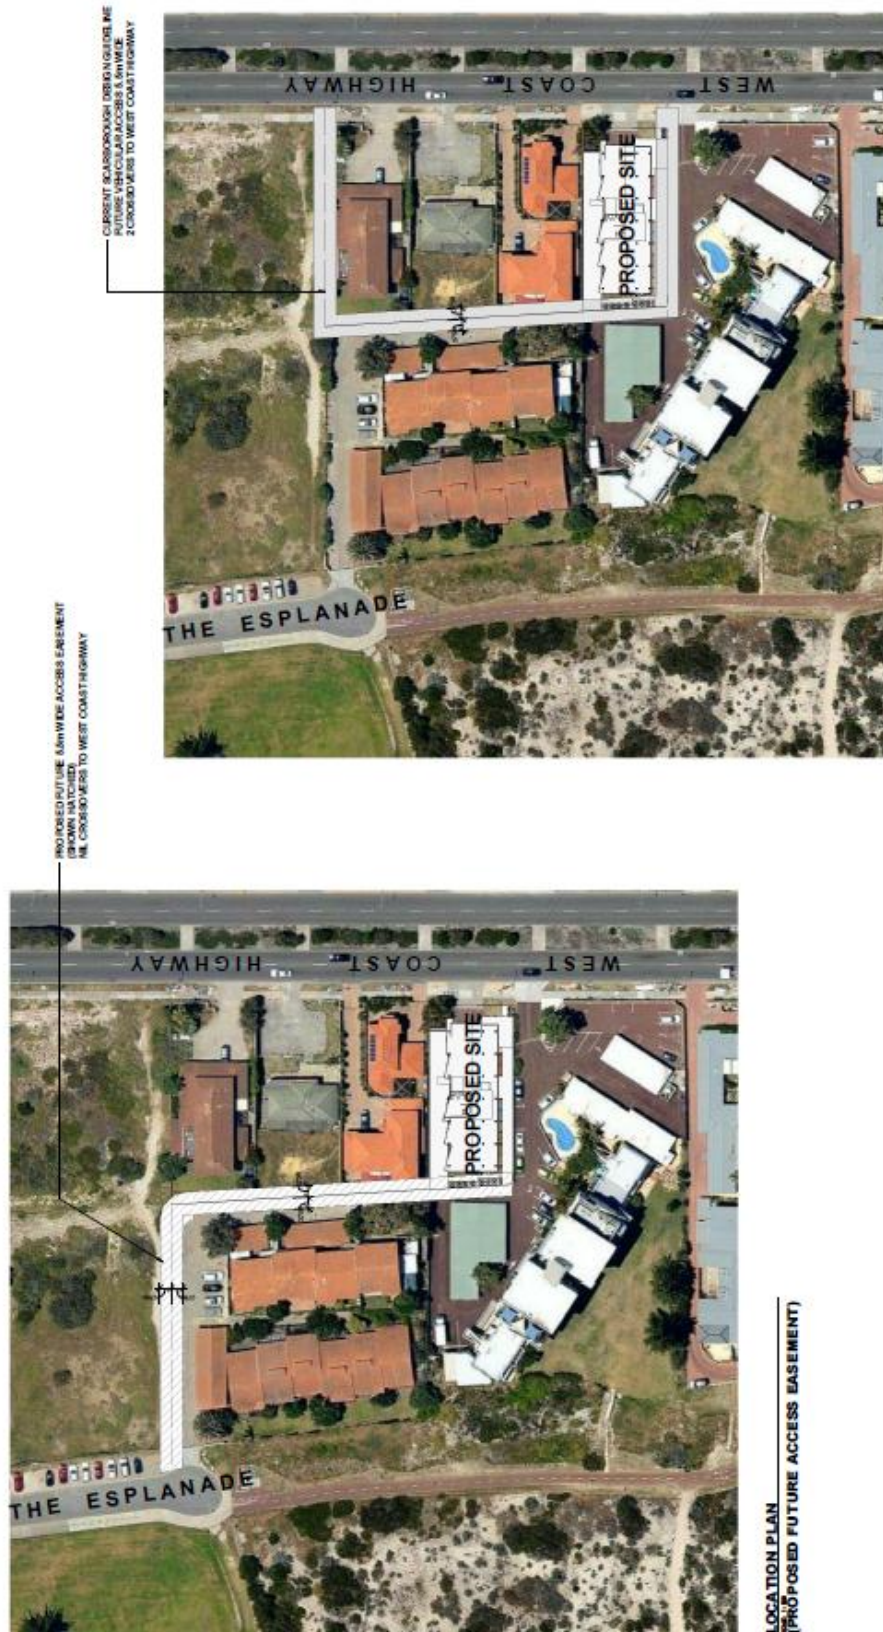 CURRENT SCARBOROUGH DESIGN GUIDELINE
FUTURE VEHICULAR ACCESS 5.5m WIDE
2 CROSSOVERS TO WEST COAST HIGHWAY
WEST COAST HIGHWAY
PROPOSED SITE
THE ESPLANADE
PROPOSED FUTURE 5.5m WIDE ACCESS EASEMENT
(SHOWN HATCHED)
NIL CROSSOVERS TO WEST COAST HIGHWAY
WEST COAST HIGHWAY
PROPOSED SITE
THE ESPLANADE
LOCATION PLAN
(PROPOSED FUTURE ACCESS EASEMENT)